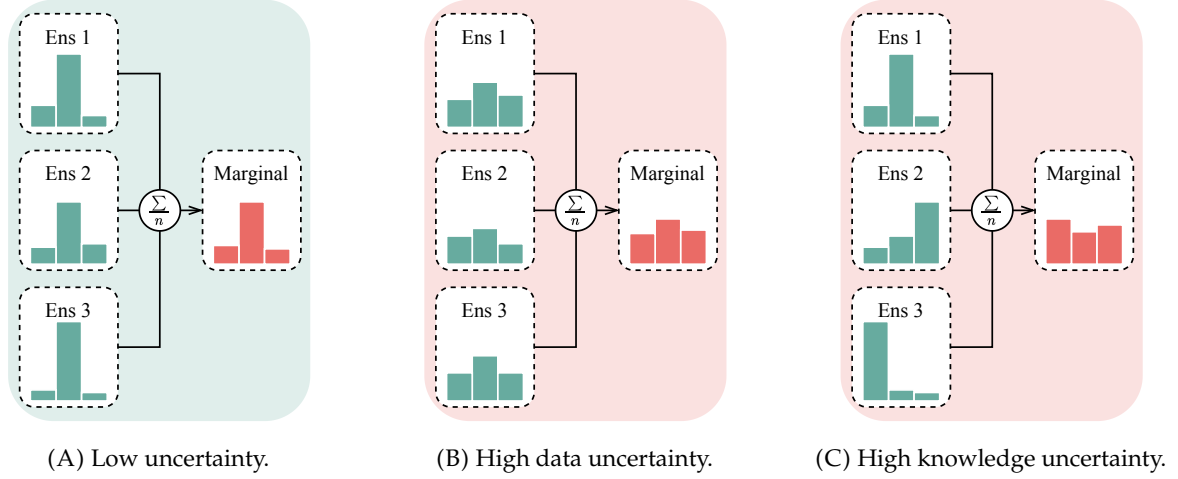 Ens 1
Ens 2
Ens 3
∑
n
Marginal
(A) Low uncertainty.
Ens 1
Ens 2
Ens 3
∑
n
Marginal
(B) High data uncertainty.
Ens 1
Ens 2
Ens 3
∑
n
Marginal
(C) High knowledge uncertainty.